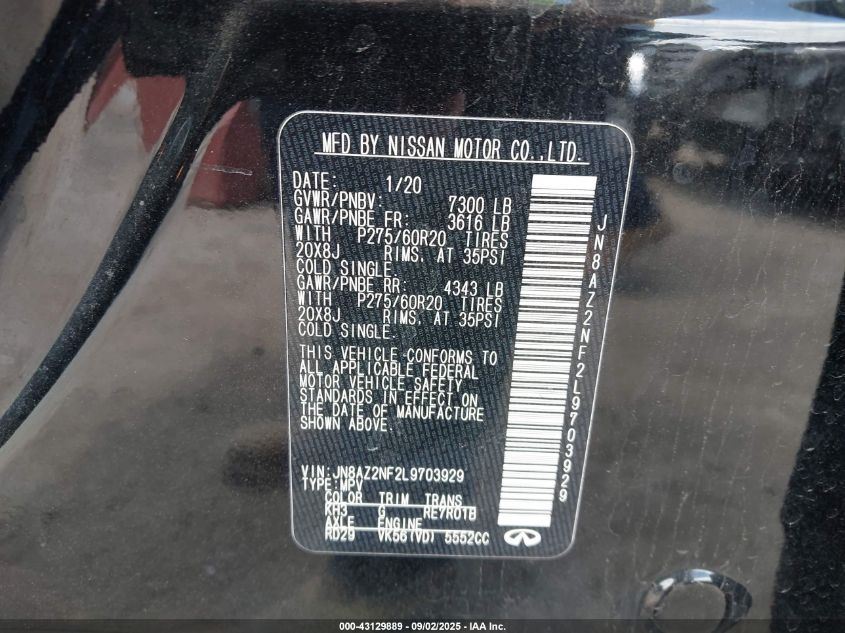 MFD BY NISSAN MOTOR CO.,LTD.
DATE: 1/20
GVWR/PNBV: 7300 LB
GAWR/PNBE FR: 3616 LB
WITH P275/60R20 TIRES
20X8J RIMS, AT 35PSI
COLD SINGLE.
GAWR/PNBE RR: 4343 LB
WITH P275/60R20 TIRES
20X8J RIMS, AT 35PSI
COLD SINGLE.
THIS VEHICLE CONFORMS TO
ALL APPLICABLE FEDERAL
MOTOR VEHICLE SAFETY
STANDARDS IN EFFECT ON
THE DATE OF MANUFACTURE
SHOWN ABOVE.
VIN:JN8AZ2NF2L9703929
TYPE:MPV
COLOR TRIM TRANS
KH3 G RE7R01B
AXLE ENGINE
RD29 VK56(VD) 5552CC
JN8AZ2NF2L9703929
000-43129889 - 09/02/2025 - IAA Inc.